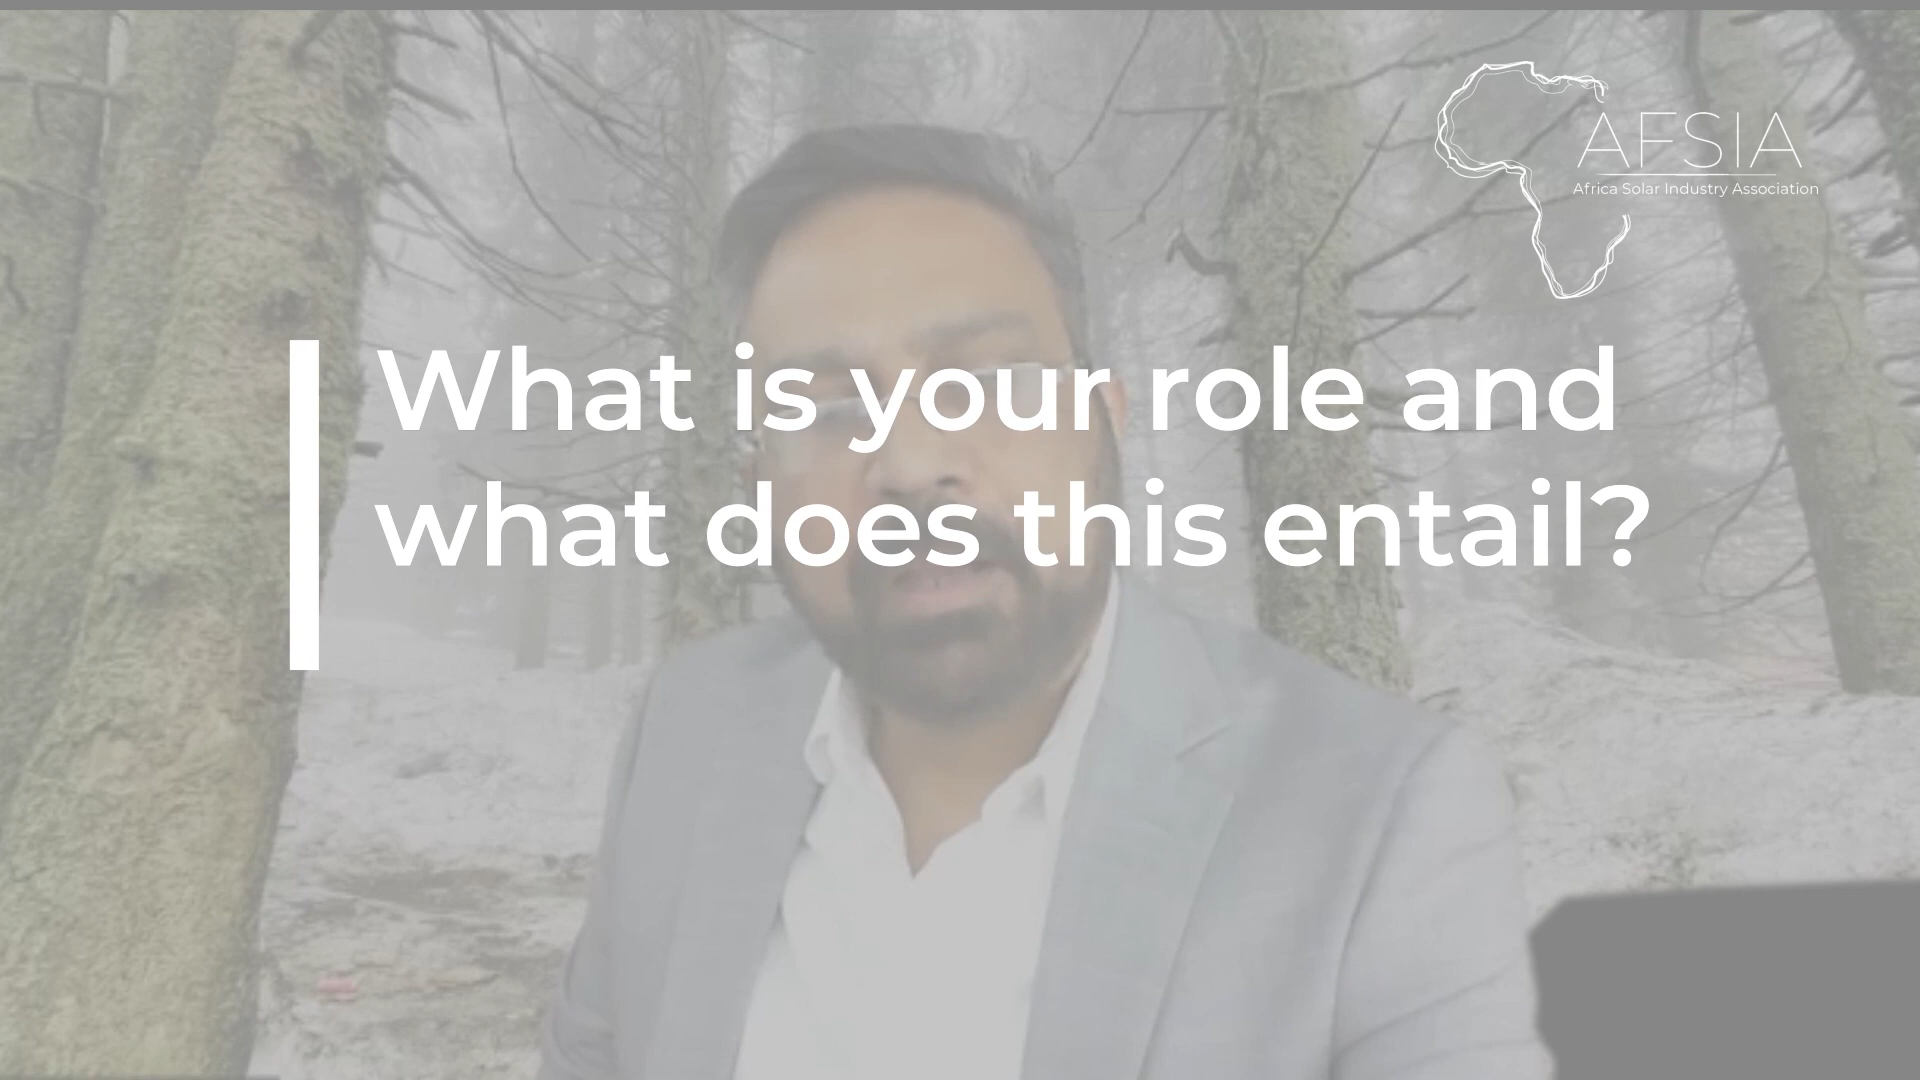 AFSIA
Africa Solar Industry Association
What is your role and
what does this entail?